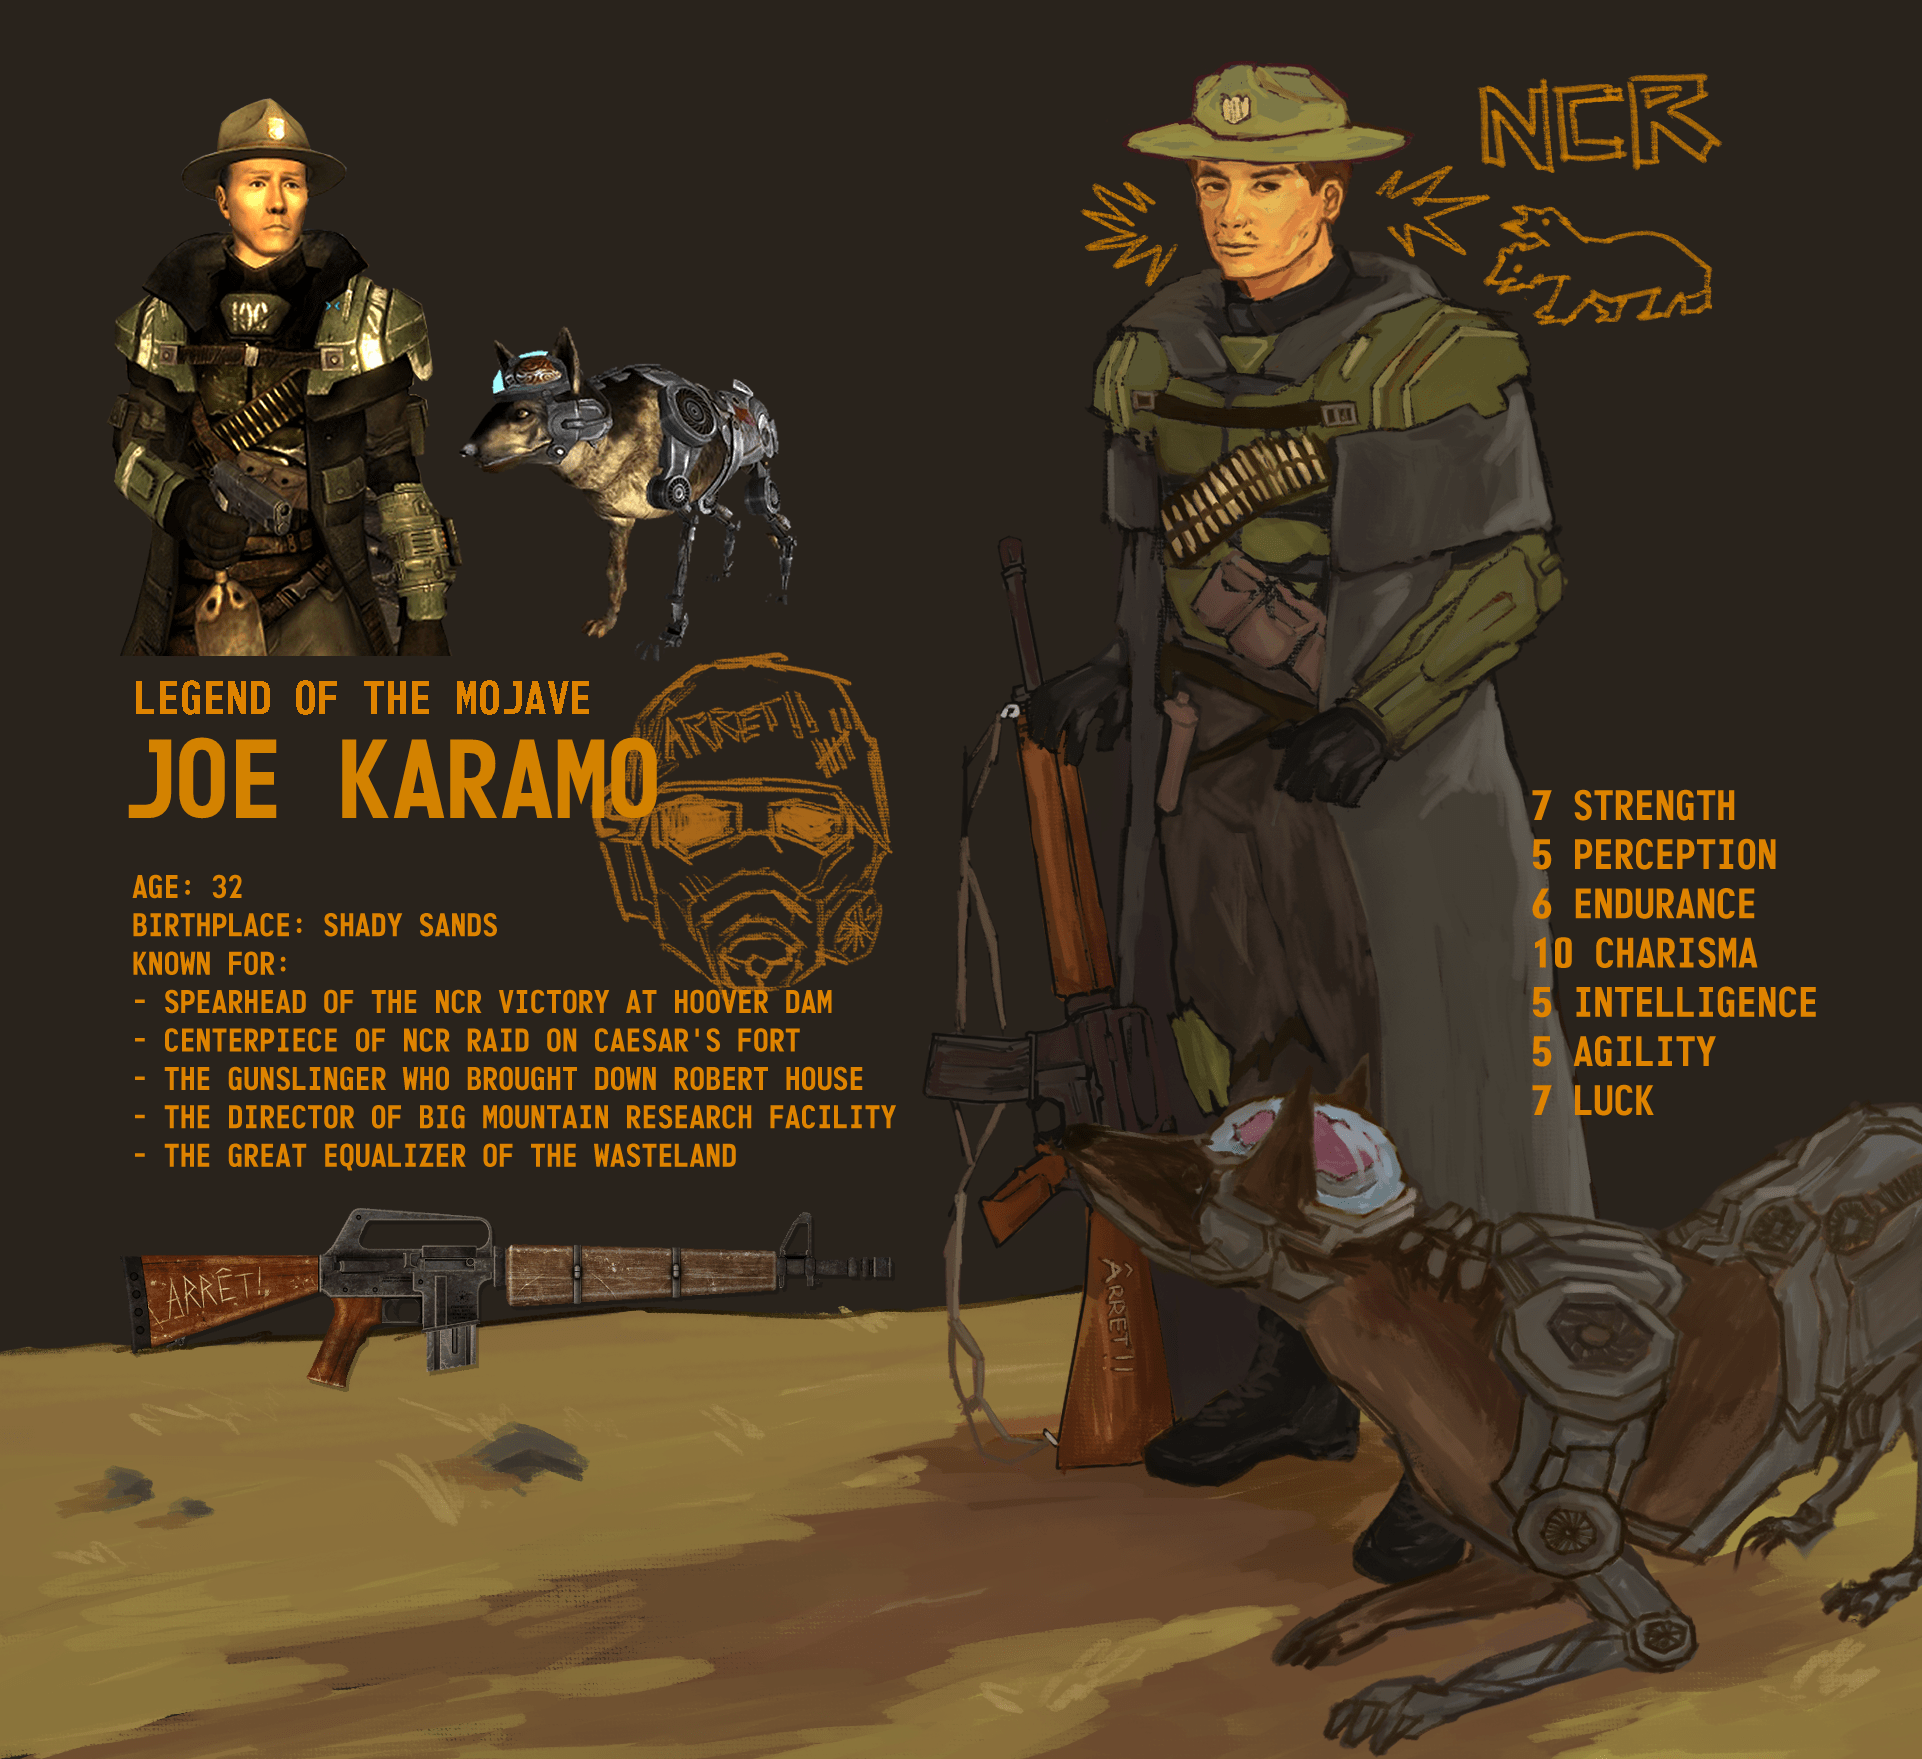 NCR
LEGEND OF THE MOJAVE
JOE KARAMO
ARRET!!
AGE: 32
BIRTHPLACE: SHADY SANDS
KNOWN FOR:
- SPEARHEAD OF THE NCR VICTORY AT HOOVER DAM
- CENTERPIECE OF NCR RAID ON CAESAR'S FORT
- THE GUNSLINGER WHO BROUGHT DOWN ROBERT HOUSE
- THE DIRECTOR OF BIG MOUNTAIN RESEARCH FACILITY
- THE GREAT EQUALIZER OF THE WASTELAND
7 STRENGTH
5 PERCEPTION
6 ENDURANCE
10 CHARISMA
5 INTELLIGENCE
5 AGILITY
7 LUCK
ARRÊT!
ÂRRET!!